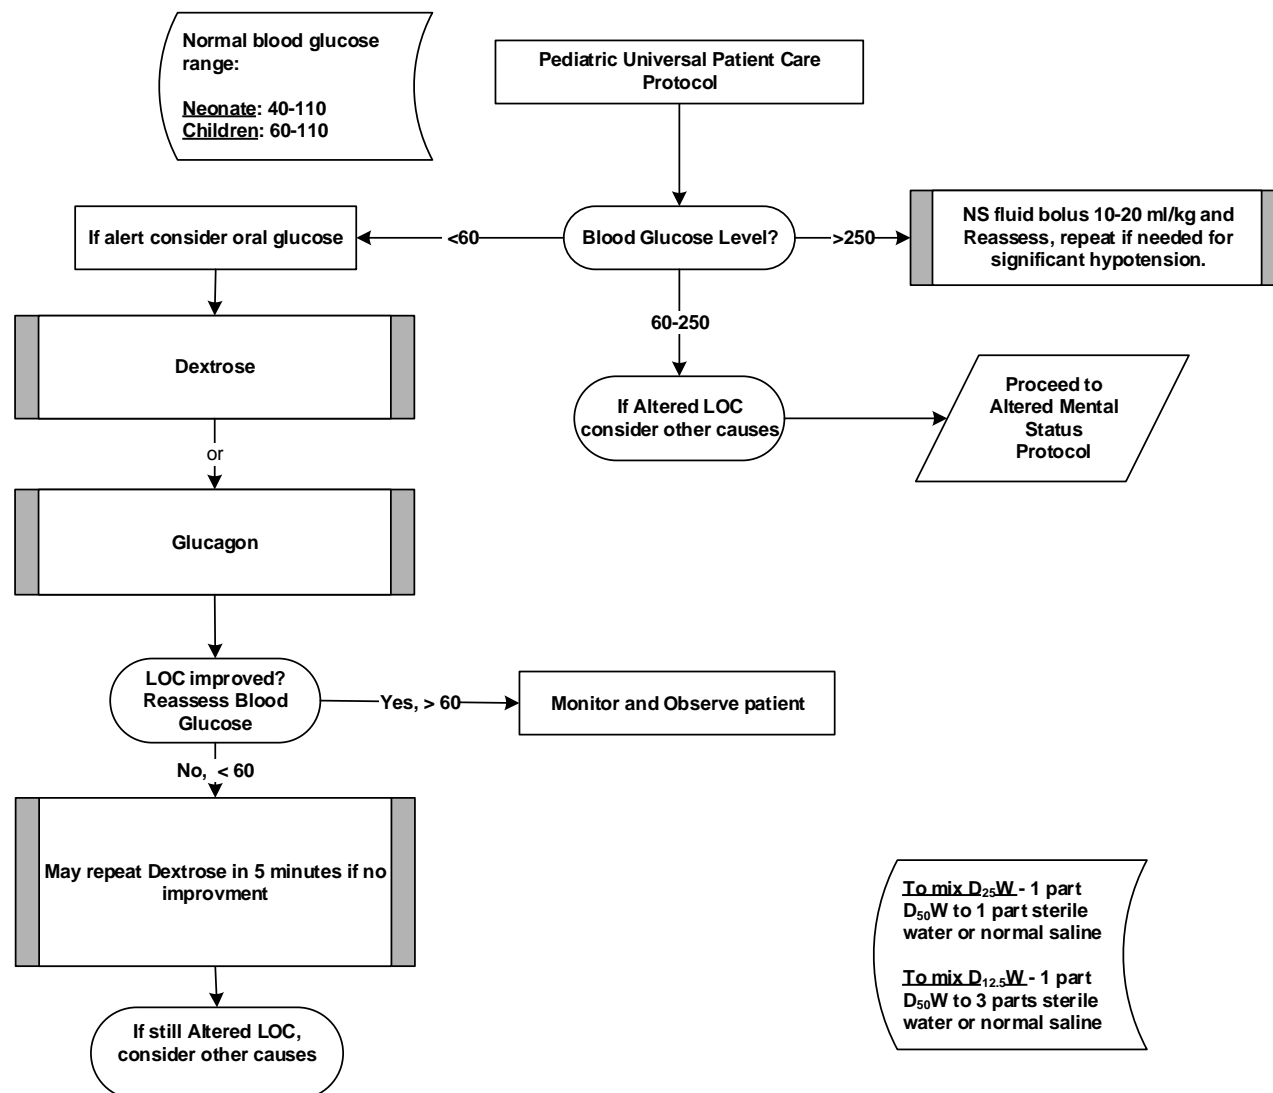 Normal blood glucose
range:
Neonate: 40-110
Children: 60-110
Pediatric Universal Patient Care
Protocol
If alert consider oral glucose
<60
Blood Glucose Level?
>250
NS fluid bolus 10-20 ml/kg and
Reassess, repeat if needed for
significant hypotension.
60-250
Dextrose
If Altered LOC
consider other causes
Proceed to
Altered Mental
Status
Protocol
or
Glucagon
LOC improved?
Reassess Blood
Glucose
Yes, > 60
Monitor and Observe patient
No, < 60
May repeat Dextrose in 5 minutes if no
improvment
If still Altered LOC,
consider other causes
To mix D₂₅W - 1 part
D₅₀W to 1 part sterile
water or normal saline
To mix D₁₂.₅W - 1 part
D₅₀W to 3 parts sterile
water or normal saline